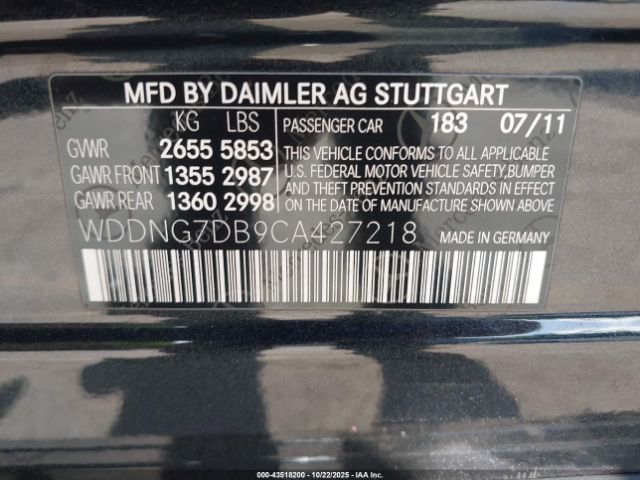 MFD BY DAIMLER AG STUTTGART
KG LBS
GVWR 2655 5853
GAWR FRONT 1355 2987
GAWR REAR 1360 2998
PASSENGER CAR 183 07/11
THIS VEHICLE CONFORMS TO ALL APPLICABLE
U.S. FEDERAL MOTOR VEHICLE SAFETY,BUMPER
AND THEFT PREVENTION STANDARDS IN EFFECT
ON THE DATE OF MANUFACTURE SHOWN ABOVE.
WDDNG7DB9CA427218 MADE IN GERMANY
000-43518200 - 10/22/2025 - IAA Inc.